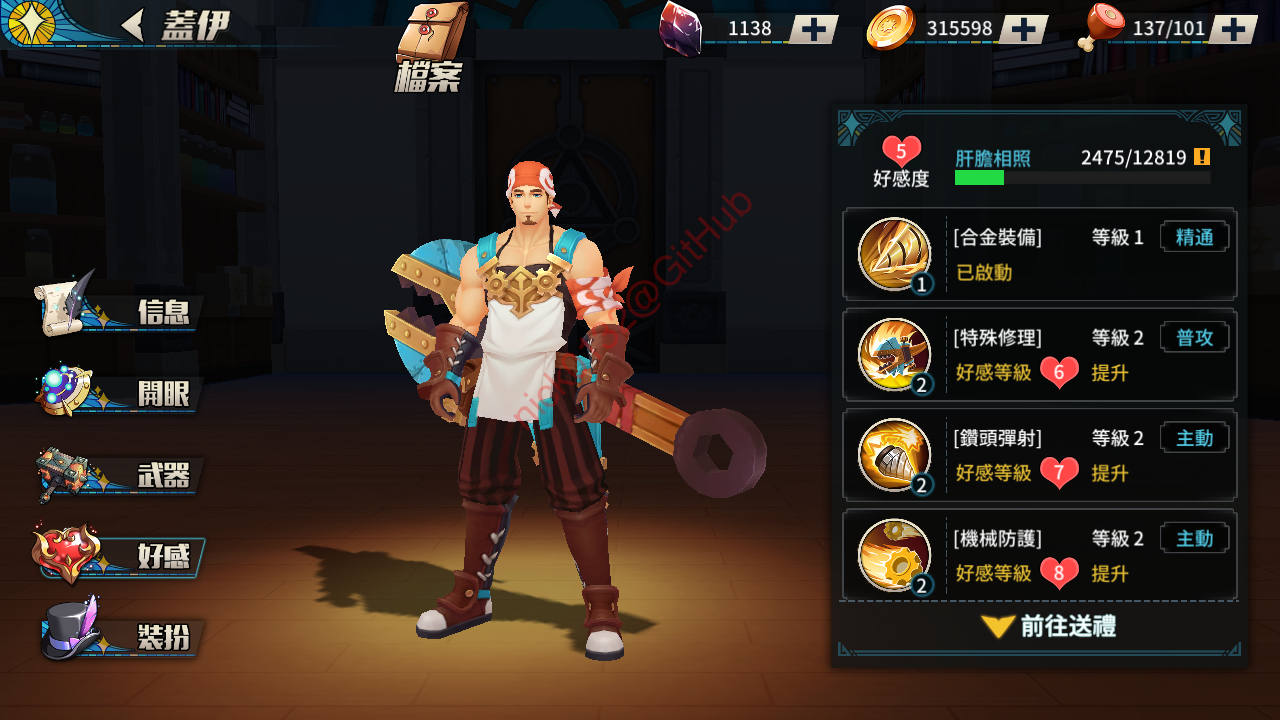 蓋伊
檔案
1138
315598
137/101
信息
開眼
武器
好感
裝扮
5
好感度
肝膽相照
2475/12819
[合金裝備]
等級 1
精通
1
已啟動
[特殊修理]
等級 2
普攻
2
好感等級 6 提升
[鑽頭彈射]
等級 2
主動
2
好感等級 7 提升
[機械防護]
等級 2
主動
2
好感等級 8 提升
前往送禮
@GitHub